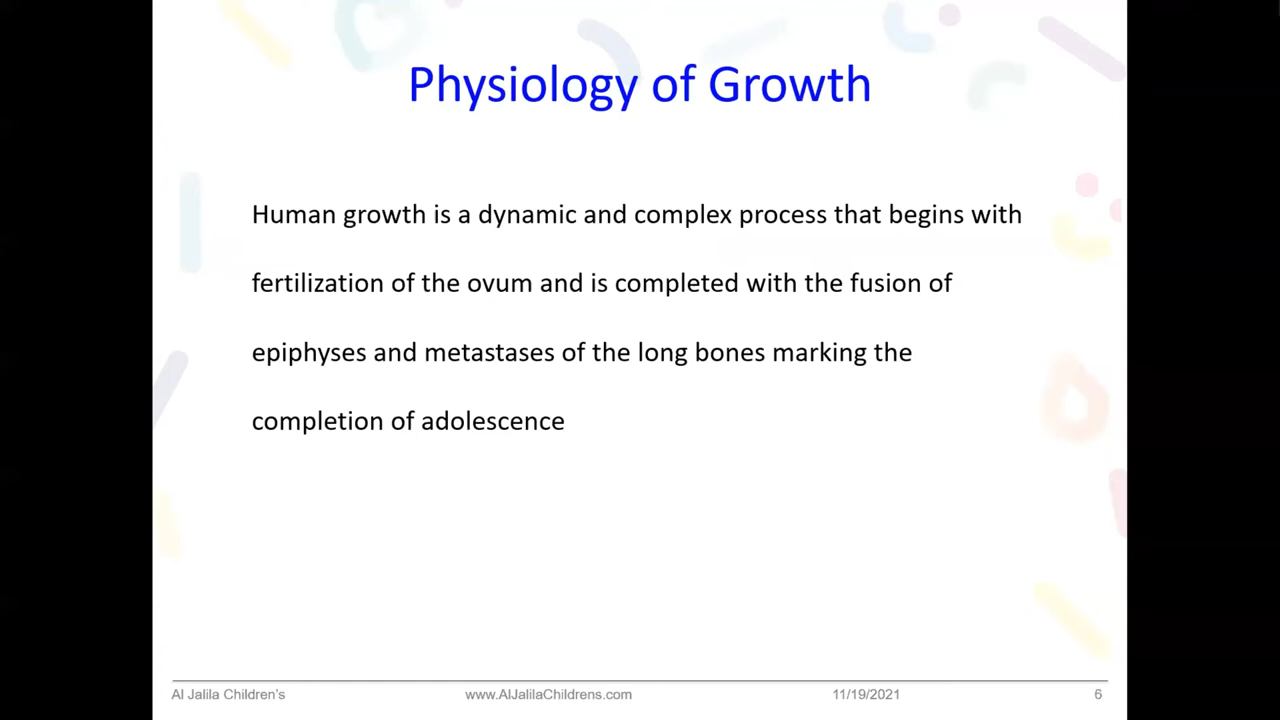 Physiology of Growth
Human growth is a dynamic and complex process that begins with
fertilization of the ovum and is completed with the fusion of
epiphyses and metastases of the long bones marking the
completion of adolescence
Al Jalila Children's www.AlJalilaChildrens.com 11/19/2021 6